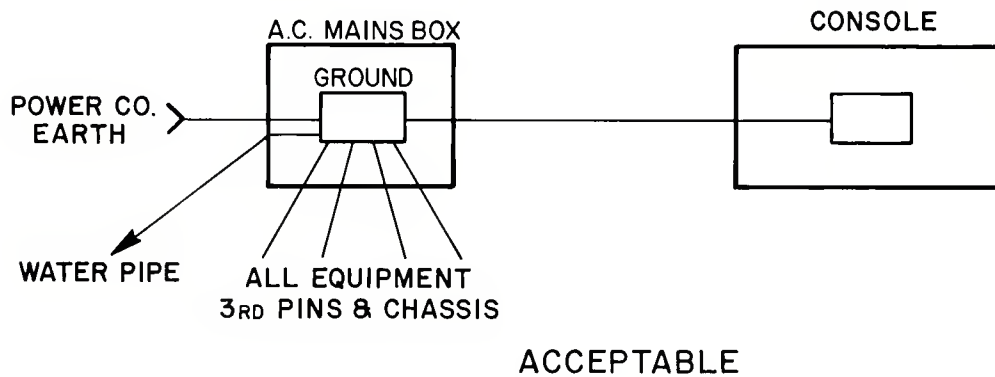 A.C. MAINS BOX
CONSOLE
GROUND
POWER CO.
EARTH
WATER PIPE
ALL EQUIPMENT
3RD PINS & CHASSIS
ACCEPTABLE